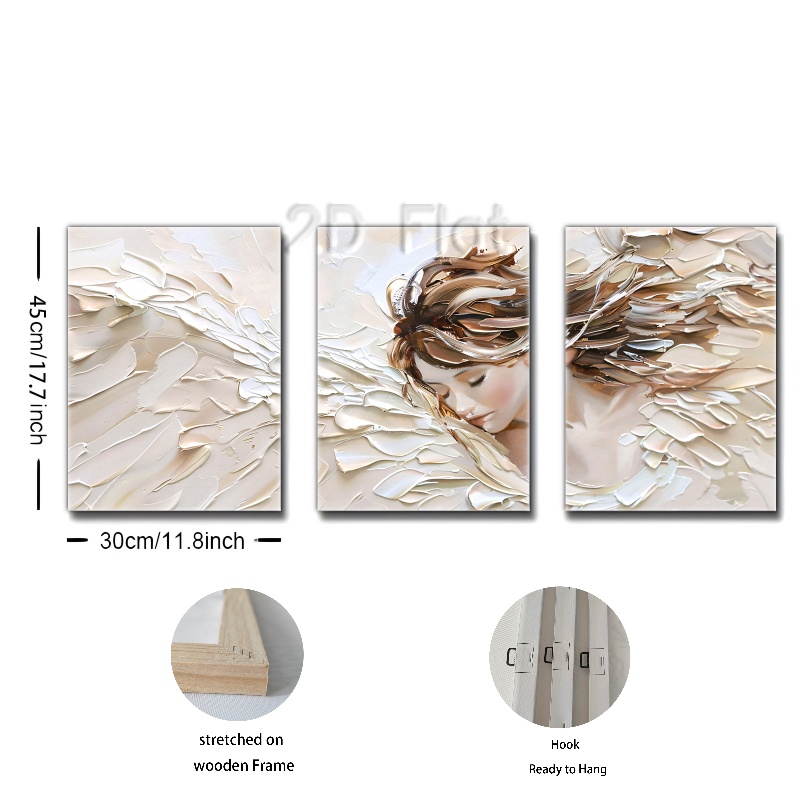 2D Flat
45cm/17.7inch
30cm/11.8inch
stretched on
wooden Frame
Hook
Ready to Hang